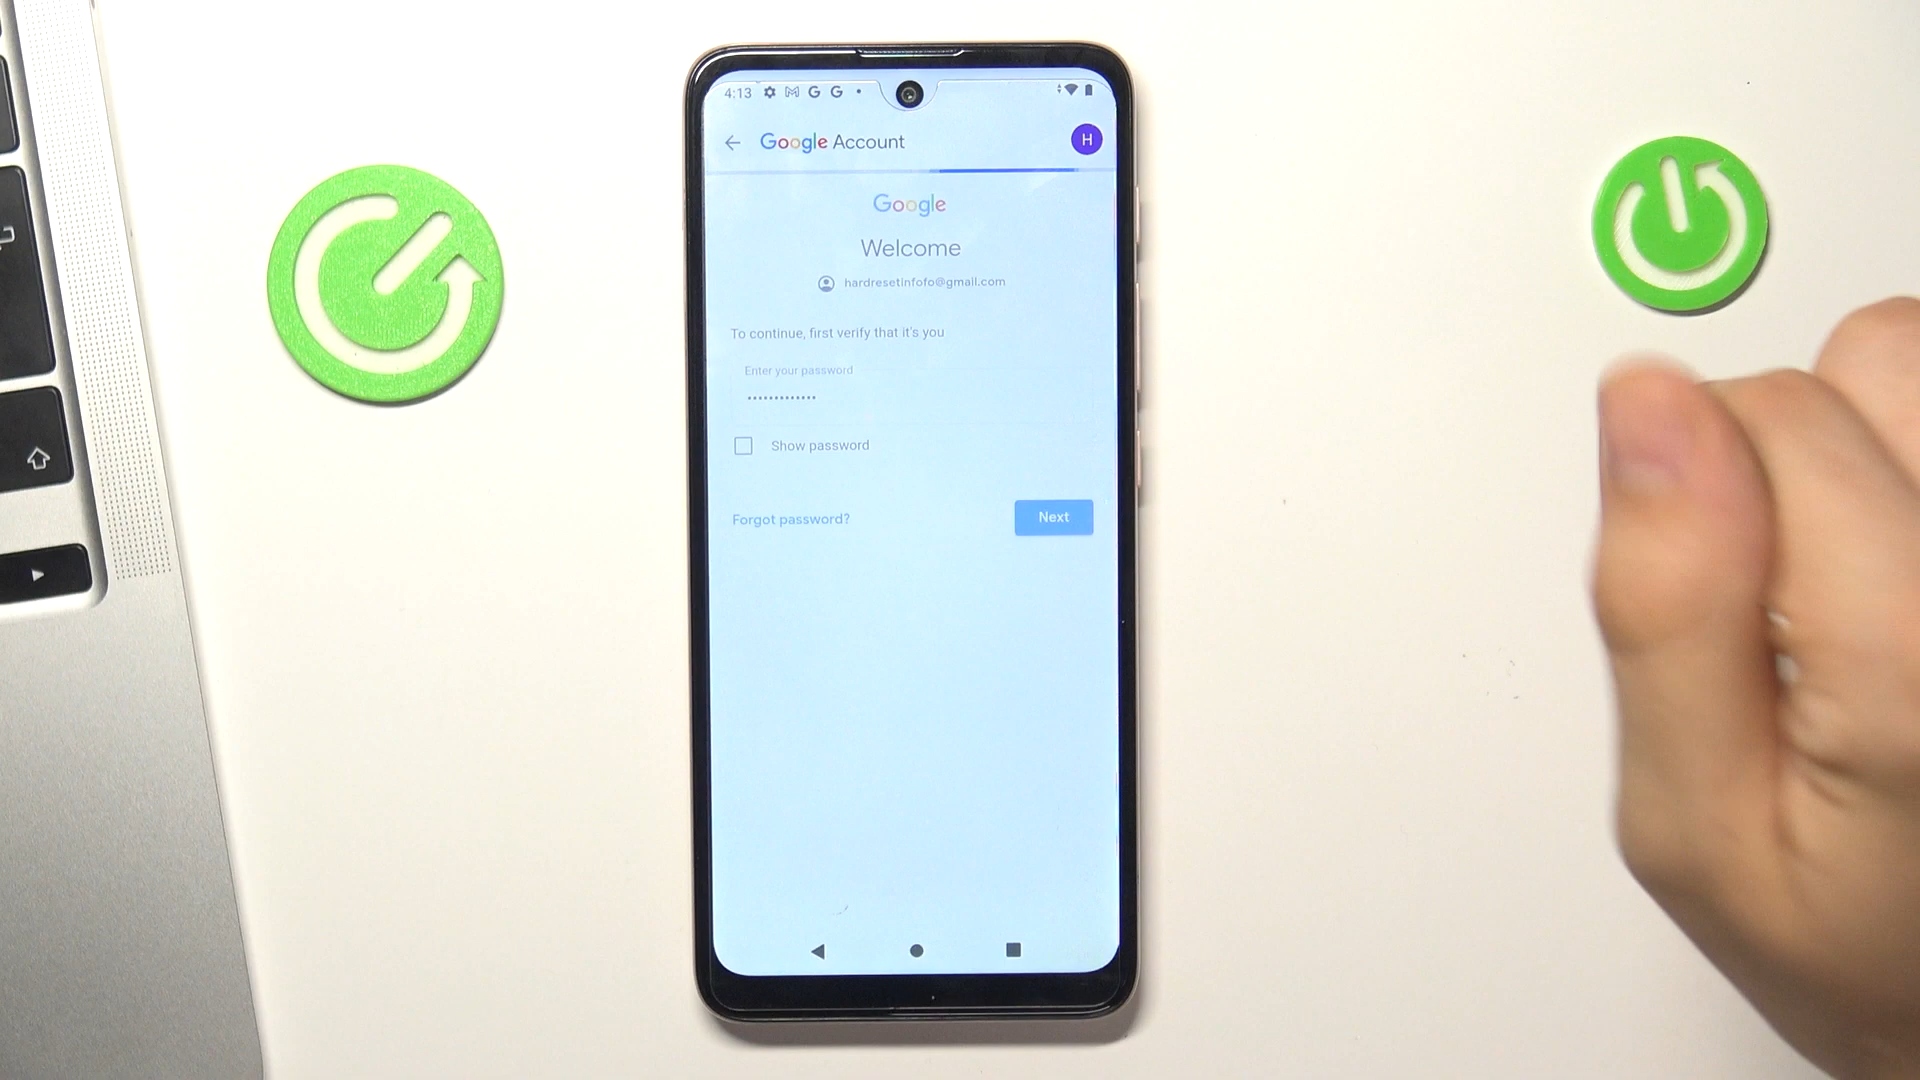 4:13 G G
Google Account
H
Google
Welcome
hardresetinfofo@gmail.com
To continue, first verify that it's you
Enter your password
•••••••••••••
Show password
Forgot password?
Next